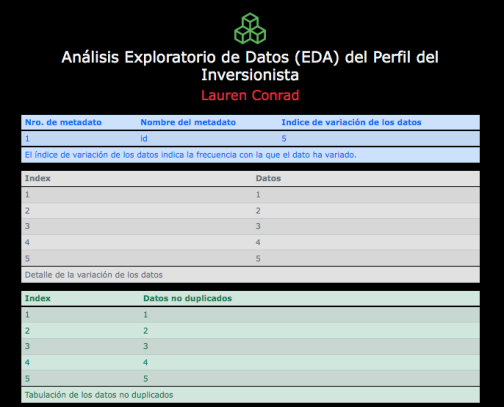 Análisis Exploratorio de Datos (EDA) del Perfil del
Inversionista
Lauren Conrad
Nro. de metadato Nombre del metadato Indice de variación de los datos
1 id 5
El índice de variación de los datos indica la frecuencia con la que el dato ha variado.
Index Datos
1 1
2 2
3 3
4 4
5 5
Detalle de la variación de los datos
Index Datos no duplicados
1 1
2 2
3 3
4 4
5 5
Tabulación de los datos no duplicados